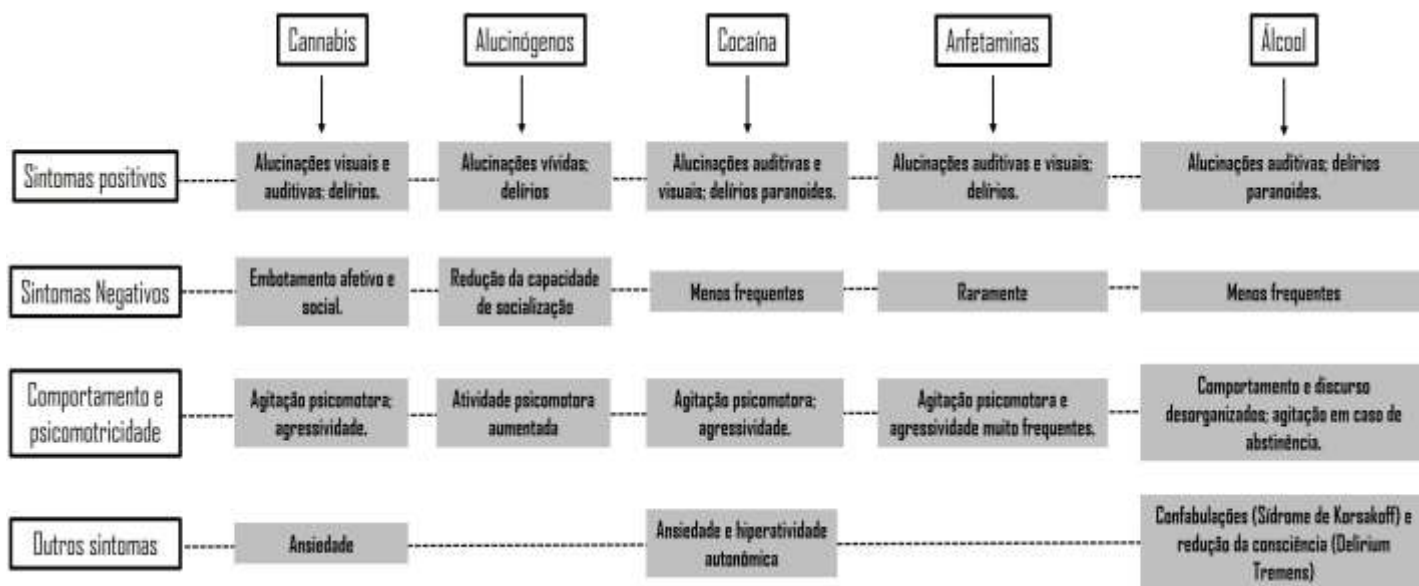 Cannabis
Alucinógenos
Cocaína
Anfetaminas
Álcool
Sintomas positivos
Alucinações visuais e
auditivas; delírios.
Alucinações vívidas;
delírios
Alucinações auditivas e
visuais; delírios paranoides.
Alucinações auditivas e visuais;
delírios.
Alucinações auditivas; delírios
paranoides.
Sintomas Negativos
Embotamento afetivo e
social.
Redução da capacidade
de socialização
Menos frequentes
Raramente
Menos frequentes
Comportamento e
psicomotricidade
Agitação psicomotora;
agressividade.
Atividade psicomotora
aumentada
Agitação psicomotora;
agressividade.
Agitação psicomotora e
agressividade muito frequentes.
Comportamento e discurso
desorganizados; agitação em caso de
abstinência.
Outros sintomas
Ansiedade
Ansiedade e hiperatividade
autonômica
Confabulações (Sídrome de Korsakoff) e
redução da consciência (Delirium
Tremens)